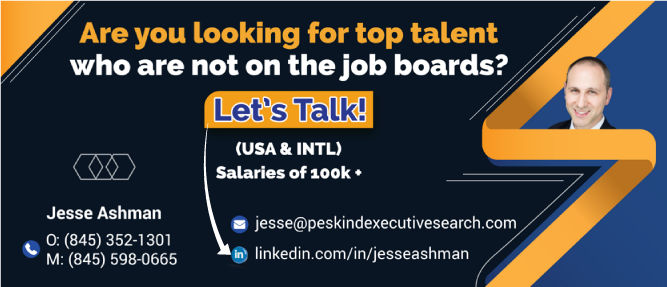 Are you looking for top talent
who are not on the job boards?
Let's Talk!
(USA & INTL)
Salaries of 100k +
Jesse Ashman
O: (845) 352-1301
M: (845) 598-0665
jesse@peskindexecutivesearch.com
in
linkedin.com/in/jesseashman